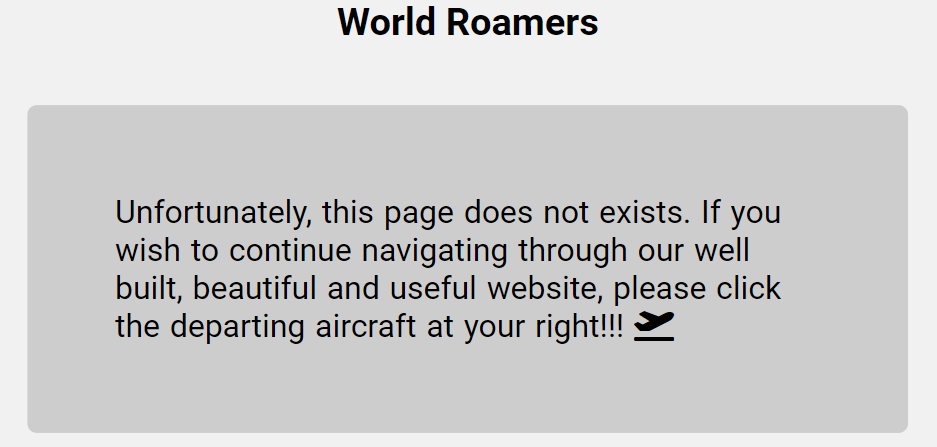 World Roamers
Unfortunately, this page does not exists. If you
wish to continue navigating through our well
built, beautiful and useful website, please click
the departing aircraft at your right!!!